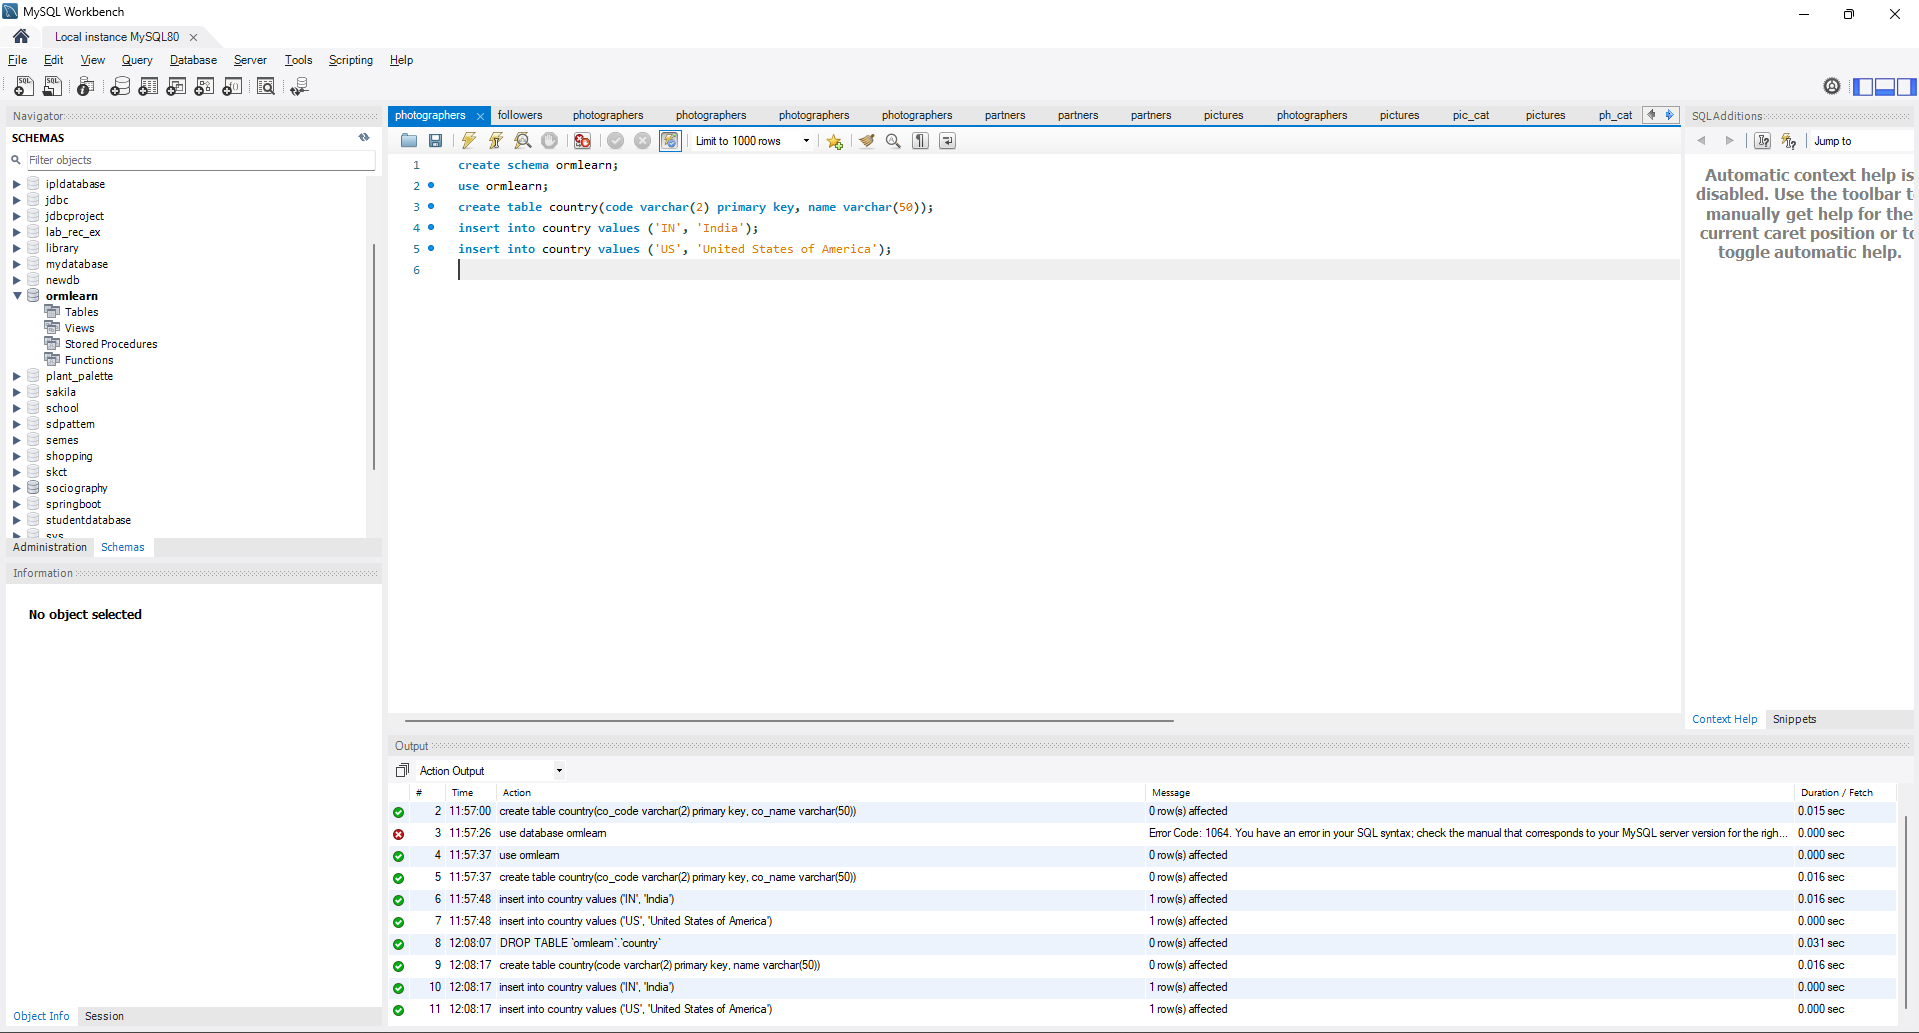 MySQL Workbench
Local instance MySQL80
File Edit View Query Database Server Tools Scripting Help
Navigator
SCHEMAS
Filter objects
ipldatabase
jdbc
jdbcproject
lab_rec_ex
library
mydatabase
newdb
ormlearn
Tables
Views
Stored Procedures
Functions
plant_palette
sakila
school
sdpattern
semes
shopping
skct
sociography
springboot
studentdatabase
sys
Administration Schemas
Information
No object selected
Object Info Session
photographers followers photographers photographers photographers photographers partners partners partners pictures photographers pictures pic_cat pictures ph_cat
Limit to 1000 rows
1 create schema ormlearn;
2 use ormlearn;
3 create table country(code varchar(2) primary key, name varchar(50));
4 insert into country values ('IN', 'India');
5 insert into country values ('US', 'United States of America');
6
SQLAdditions
Jump to
Automatic context help is
disabled. Use the toolbar t
manually get help for the
current caret position or to
toggle automatic help.
Context Help Snippets
Output
Action Output
# Time Action Message Duration / Fetch
2 11:57:00 create table country(co_code varchar(2) primary key, co_name varchar(50)) 0 row(s) affected 0.015 sec
3 11:57:26 use database ormlearn Error Code: 1064. You have an error in your SQL syntax; check the manual that corresponds to your MySQL server version for the righ... 0.000 sec
4 11:57:37 use ormlearn 0 row(s) affected 0.000 sec
5 11:57:37 create table country(co_code varchar(2) primary key, co_name varchar(50)) 0 row(s) affected 0.016 sec
6 11:57:48 insert into country values ('IN', 'India') 1 row(s) affected 0.016 sec
7 11:57:48 insert into country values ('US', 'United States of America') 1 row(s) affected 0.000 sec
8 12:08:07 DROP TABLE `ormlearn`.`country` 0 row(s) affected 0.031 sec
9 12:08:17 create table country(code varchar(2) primary key, name varchar(50)) 0 row(s) affected 0.016 sec
10 12:08:17 insert into country values ('IN', 'India') 1 row(s) affected 0.000 sec
11 12:08:17 insert into country values ('US', 'United States of America') 1 row(s) affected 0.000 sec